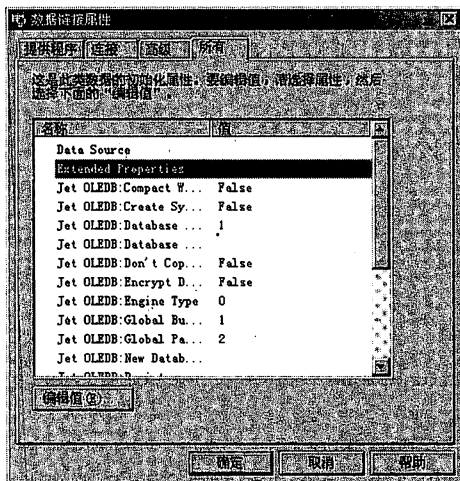 数据链接属性
提供程序 连接 高级 所有
这是此类数据的初始化属性。要编辑值，请选择属性，然后
选择下面的“编辑值”。
名称 值
Data Source
Extended Properties
Jet OLEDB:Compact W... False
Jet OLEDB:Create Sy... False
Jet OLEDB:Database ... 1
Jet OLEDB:Database ...
Jet OLEDB:Don't Cop... False
Jet OLEDB:Encrypt D... False
Jet OLEDB:Engine Type 0
Jet OLEDB:Global Bu... 1
Jet OLEDB:Global Pa... 2
Jet OLEDB:New Datab...
编辑值(E)...
确定 取消 帮助